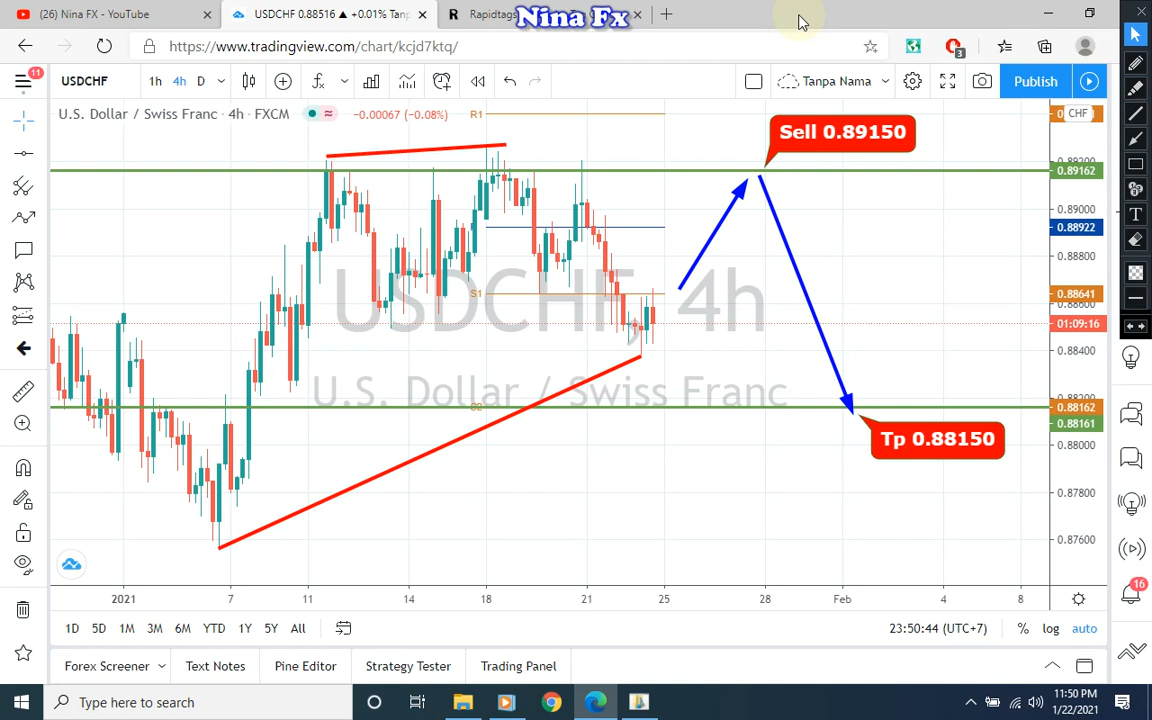 (26) Nina FX - YouTube
USDCHF 0.88516 ▲ +0.01% Tanp
Rapidtags
Nina Fx
https://www.tradingview.com/chart/kcjd7ktq/
3
11
USDCHF
1h
4h
D
Tanpa Nama
Publish
U.S. Dollar / Swiss Franc · 4h · FXCM
-0.00067 (-0.08%)
R1
CHF
Sell 0.89150
0.89162
0.89000
0.88922
0.88800
S1
0.88641
USDCHF, 4h
01:09:16
0.88400
U.S. Dollar / Swiss Franc
S2
0.88162
0.88161
Tp 0.88150
0.88000
0.87800
0.87600
2021
7
11
14
18
21
25
28
Feb
4
8
16
1D
5D
1M
3M
6M
YTD
1Y
5Y
All
23:50:44 (UTC+7)
%
log
auto
Forex Screener
Text Notes
Pine Editor
Strategy Tester
Trading Panel
Type here to search
11:50 PM
1/22/2021